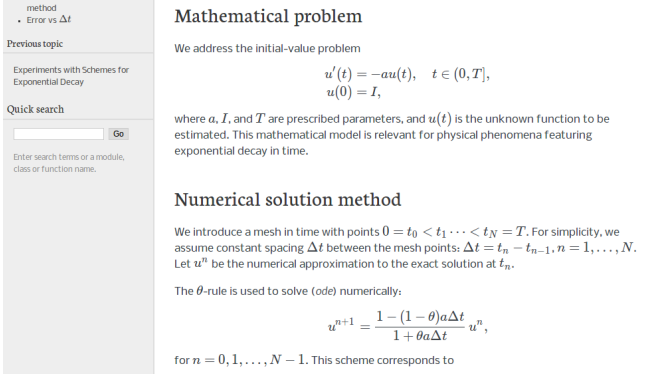 method
• Error vs Δt
Previous topic
Experiments with Schemes for
Exponential Decay
Quick search
Go
Enter search terms or a module,
class or function name.
Mathematical problem
We address the initial-value problem
u′(t) = −au(t),   t ∈ (0, T],
u(0) = I,
where a, I, and T are prescribed parameters, and u(t) is the unknown function to be
estimated. This mathematical model is relevant for physical phenomena featuring
exponential decay in time.
Numerical solution method
We introduce a mesh in time with points 0 = t₀ < t₁ ··· < t_N = T. For simplicity, we
assume constant spacing Δt between the mesh points: Δt = t_n − t_{n−1}, n = 1, …, N.
Let u^n be the numerical approximation to the exact solution at t_n.
The θ-rule is used to solve (ode) numerically:
u^{n+1} = \frac{1 − (1 − θ)aΔt}{1 + θaΔt} u^n,
for n = 0, 1, …, N − 1. This scheme corresponds to